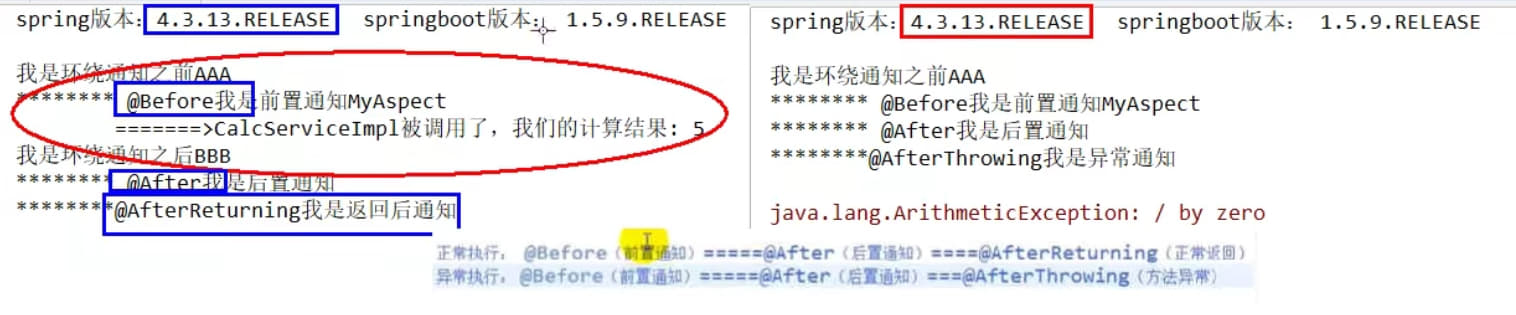 spring版本: 4.3.13.RELEASE springboot版本: 1.5.9.RELEASE
我是环绕通知之前AAA
******** @Before我是前置通知MyAspect
=======>CalcServiceImpl被调用了，我们的计算结果: 5
我是环绕通知之后BBB
******** @After我是后置通知
********@AfterReturning我是返回后通知
spring版本: 4.3.13.RELEASE springboot版本: 1.5.9.RELEASE
我是环绕通知之前AAA
******** @Before我是前置通知MyAspect
******** @After我是后置通知
********@AfterThrowing我是异常通知
java.lang.ArithmeticException: / by zero
正常执行: @Before（前置通知）=====@After（后置通知）====@AfterReturning（正常返回）
异常执行: @Before（前置通知）=====@After（后置通知）===@AfterThrowing（方法异常）